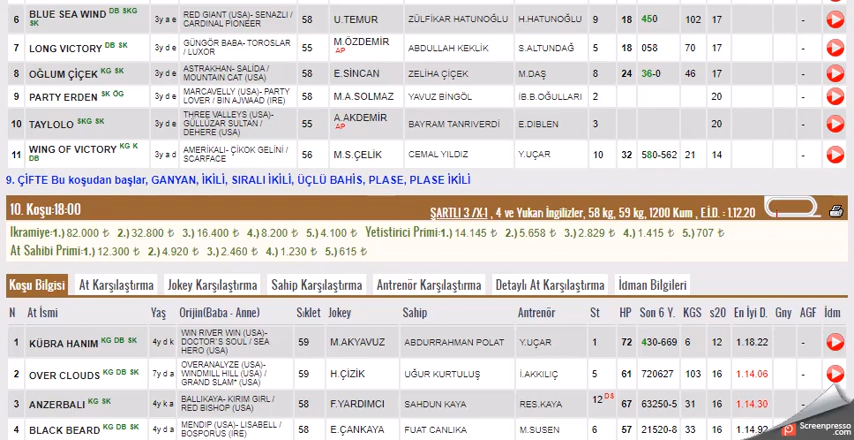 6 BLUE SEA WIND DB SKG SK 3y a e RED GIANT (USA)- SENAZLI / CARDINAL PIONEER 58 U.TEMUR ZÜLFİKAR HATUNOĞLU H.HATUNOĞLU 9 18 450 102 17 -
7 LONG VICTORY DB SK 3y d e GÜNGÖR BABA- TOROSLAR / LUXOR 55 M.ÖZDEMİR AP ABDULLAH KEKLİK S.ALTUNDAĞ 5 18 058 70 17 -
8 OĞLUM ÇİÇEK KG SK 3y d e ASTRAKHAN- SALİDA / MOUNTAIN CAT (USA) 58 E.SİNCAN ZELİHA ÇİÇEK M.DAŞ 8 24 36-0 46 17 -
9 PARTY ERDEN SK ÖG 3y d e MARCAVELLY (USA)- PARTY LOVER / BIN AJWAAD (IRE) 58 M.A.SOLMAZ YAVUZ BİNGÖL İB.B.OĞULLARI 2 20 -
10 TAYLOLO SKG SK 3y d e THREE VALLEYS (USA)- GÜLLÜZAR SULTAN / DEHERE (USA) 55 A.AKDEMİR AP BAYRAM TANRIVERDİ E.DİBLEN 3 20 -
11 WING OF VICTORY KG K DB 3y a d AMERİKALI- ÇİKOK GELİNİ / SCARFACE 56 M.S.ÇELİK CEMAL YILDIZ Y.UÇAR 10 32 580-562 21 14 -
9. ÇİFTE Bu koşudan başlar, GANYAN, İKİLİ, SIRALI İKİLİ, ÜÇLÜ BAHİS, PLASE, PLASE İKİLİ
10. Koşu:18:00 ŞARTLI 3 /X-1 , 4 ve Yukarı İngilizler, 58 kg, 59 kg, 1200 Kum , E.İ.D. : 1.12.20
Ikramiye:1.) 82.000 ₺ 2.) 32.800 ₺ 3.) 16.400 ₺ 4.) 8.200 ₺ 5.) 4.100 ₺ Yetistirici Primi:1.) 14.145 ₺ 2.) 5.658 ₺ 3.) 2.829 ₺ 4.) 1.415 ₺ 5.) 707 ₺
At Sahibi Primi:1.) 12.300 ₺ 2.) 4.920 ₺ 3.) 2.460 ₺ 4.) 1.230 ₺ 5.) 615 ₺
Koşu Bilgisi At Karşılaştırma Jokey Karşılaştırma Sahip Karşılaştırma Antrenör Karşılaştırma Detaylı At Karşılaştırma İdman Bilgileri
N At İsmi Yaş Orijin(Baba - Anne) Sıklet Jokey Sahip Antrenör St HP Son 6 Y. KGS s20 En İyi D. Gny AGF İdm
1 KÜBRA HANIM KG DB SK 4y d k WIN RIVER WIN (USA)- DOCTOR´S SOUL / SEA HERO (USA) 59 M.AKYAVUZ ABDURRAHMAN POLAT Y.UÇAR 1 72 430-669 6 12 1.18.22 -
2 OVER CLOUDS KG DB SK 7y d a OVERANALYZE (USA)- WINDMILL HILL (USA) / GRAND SLAM* (USA) 59 H.ÇİZİK UĞUR KURTULUŞ İ.AKKILIÇ 5 61 720627 103 16 1.14.06 -
3 ANZERBALI KG SK 4y k a BALLIKAYA- KIRIM GIRL / RED BISHOP (USA) 58 F.YARDIMCI SAHDUN KAYA RES.KAYA 12 DS 67 63250-5 31 16 1.14.30
4 BLACK BEARD KG DB SK 4y d a MENDIP (USA)- LISABELL / BOSPORUS (IRE) 58 E.ÇANKAYA FUAT CANLIKA M.SUSEN 6 57 21520-8 33 16 1.14.92
Screenpresso